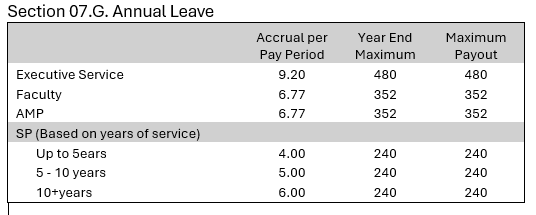 Section 07.G. Annual Leave
Accrual per Year End Maximum
Pay Period Maximum Payout
Executive Service 9.20 480 480
Faculty 6.77 352 352
AMP 6.77 352 352
SP (Based on years of service)
Up to 5ears 4.00 240 240
5 - 10 years 5.00 240 240
10+years 6.00 240 240